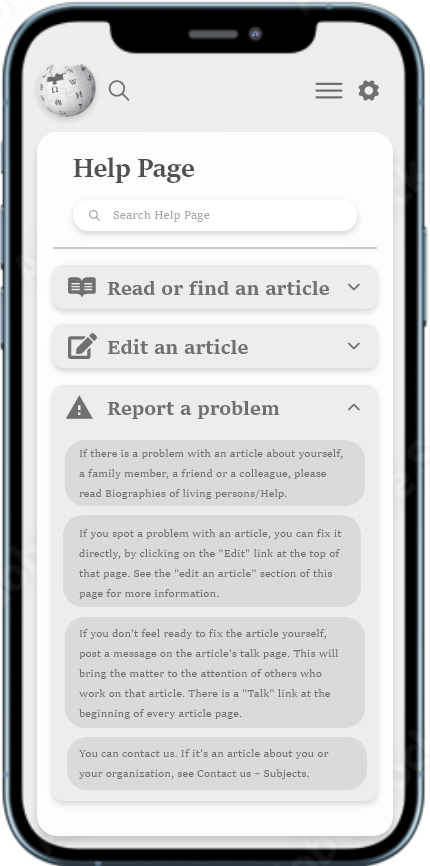 Help Page
Search Help Page
Read or find an article
Edit an article
Report a problem
If there is a problem with an article about yourself,
a family member, a friend or a colleague, please
read Biographies of living persons/Help.
If you spot a problem with an article, you can fix it
directly, by clicking on the "Edit" link at the top of
that page. See the "edit an article" section of this
page for more information.
If you don't feel ready to fix the article yourself,
post a message on the article's talk page. This will
bring the matter to the attention of others who
work on that article. There is a "Talk" link at the
beginning of every article page.
You can contact us. If it's an article about you or
your organization, see Contact us – Subjects.